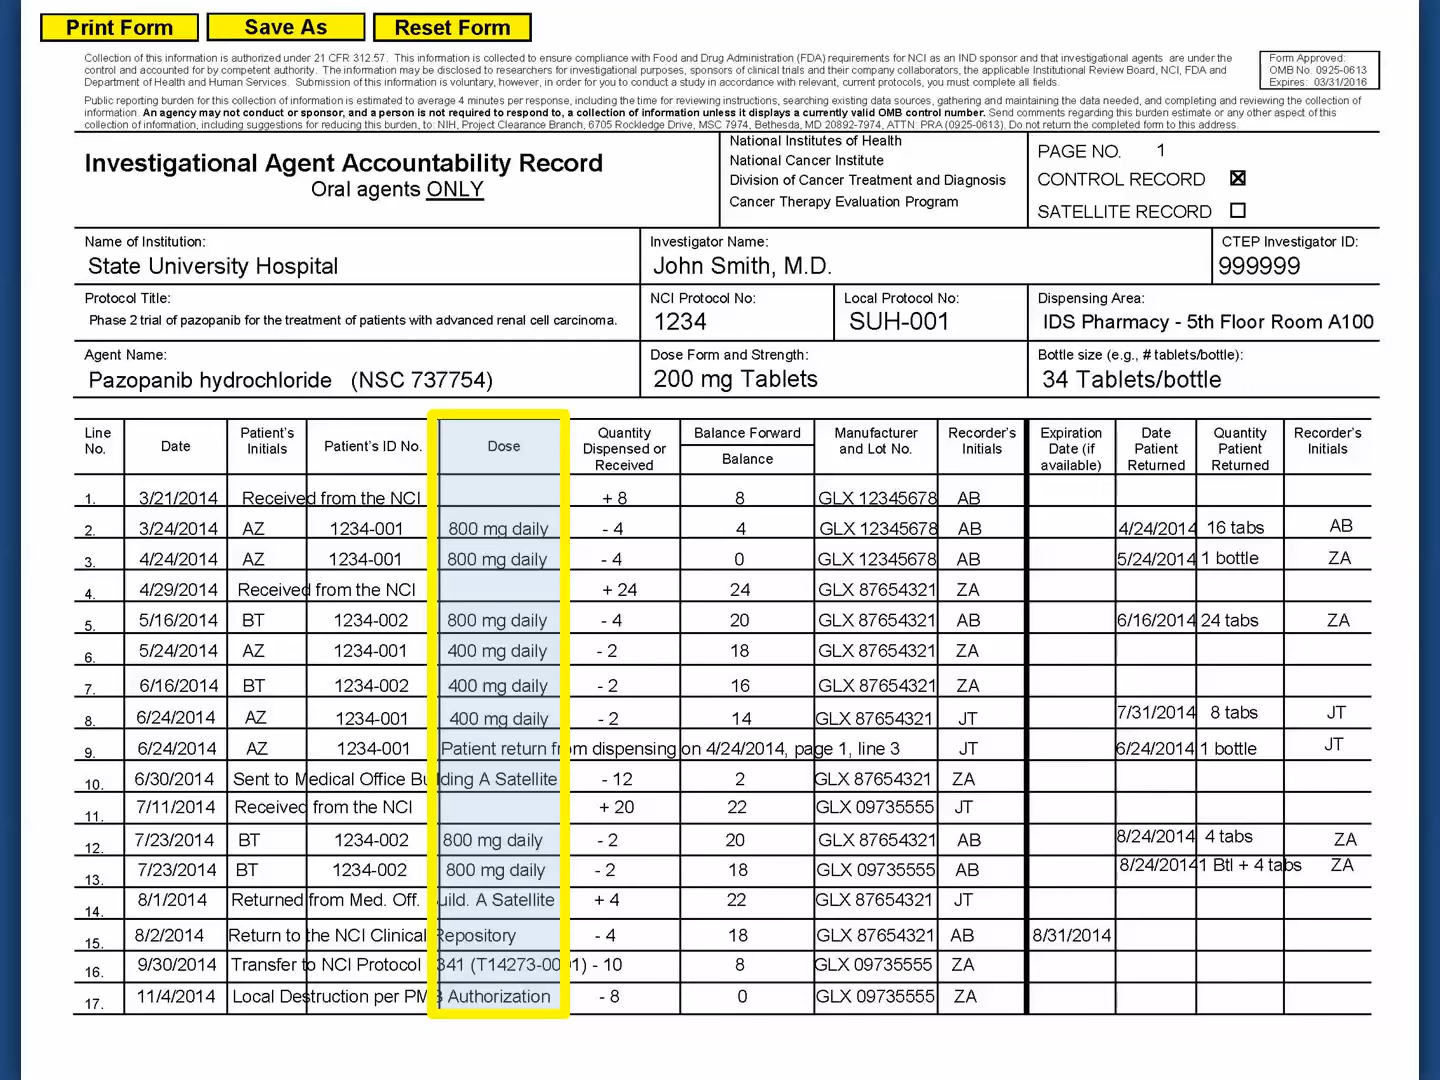 Print Form Save As Reset Form
Collection of this information is authorized under 21 CFR 312.57. This information is collected to ensure compliance with Food and Drug Administration (FDA) requirements for NCI as an IND sponsor and that investigational agents are under the
control and accounted for by competent authority. The information may be disclosed to researchers for investigational purposes, sponsors of clinical trials and their company collaborators, the applicable Institutional Review Board, NCI, FDA and
Department of Health and Human Services. Submission of this information is voluntary, however, in order for you to conduct a study in accordance with relevant, current protocols, you must complete all fields.
Form Approved:
OMB No. 0925-0613
Expires: 03/31/2016
Public reporting burden for this collection of information is estimated to average 4 minutes per response, including the time for reviewing instructions, searching existing data sources, gathering and maintaining the data needed, and completing and reviewing the collection of
information. An agency may not conduct or sponsor, and a person is not required to respond to, a collection of information unless it displays a currently valid OMB control number. Send comments regarding this burden estimate or any other aspect of this
collection of information, including suggestions for reducing this burden, to: NIH, Project Clearance Branch, 6705 Rockledge Drive, MSC 7974, Bethesda, MD 20892-7974, ATTN: PRA (0925-0613). Do not return the completed form to this address.
Investigational Agent Accountability Record
Oral agents ONLY
National Institutes of Health
National Cancer Institute
Division of Cancer Treatment and Diagnosis
Cancer Therapy Evaluation Program
PAGE NO. 1
CONTROL RECORD
SATELLITE RECORD
Name of Institution:
State University Hospital
Investigator Name:
John Smith, M.D.
CTEP Investigator ID:
999999
Protocol Title:
Phase 2 trial of pazopanib for the treatment of patients with advanced renal cell carcinoma.
NCI Protocol No:
1234
Local Protocol No:
SUH-001
Dispensing Area:
IDS Pharmacy - 5th Floor Room A100
Agent Name:
Pazopanib hydrochloride (NSC 737754)
Dose Form and Strength:
200 mg Tablets
Bottle size (e.g., # tablets/bottle):
34 Tablets/bottle
Line No. Date Patient's Initials Patient's ID No. Dose Quantity Dispensed or Received Balance Forward Balance Manufacturer and Lot No. Recorder's Initials Expiration Date (if available) Date Patient Returned Quantity Patient Returned Recorder's Initials
1. 3/21/2014 Received from the NCI + 8 8 GLX 12345678 AB
2. 3/24/2014 AZ 1234-001 800 mg daily - 4 4 GLX 12345678 AB 4/24/2014 16 tabs AB
3. 4/24/2014 AZ 1234-001 800 mg daily - 4 0 GLX 12345678 AB 5/24/2014 1 bottle ZA
4. 4/29/2014 Received from the NCI + 24 24 GLX 87654321 ZA
5. 5/16/2014 BT 1234-002 800 mg daily - 4 20 GLX 87654321 AB 6/16/2014 24 tabs ZA
6. 5/24/2014 AZ 1234-001 400 mg daily - 2 18 GLX 87654321 ZA
7. 6/16/2014 BT 1234-002 400 mg daily - 2 16 GLX 87654321 ZA
8. 6/24/2014 AZ 1234-001 400 mg daily - 2 14 GLX 87654321 JT 7/31/2014 8 tabs JT
9. 6/24/2014 AZ 1234-001 Patient return from dispensing on 4/24/2014, page 1, line 3 JT 6/24/2014 1 bottle JT
10. 6/30/2014 Sent to Medical Office Building A Satellite - 12 2 GLX 87654321 ZA
11. 7/11/2014 Received from the NCI + 20 22 GLX 09735555 JT
12. 7/23/2014 BT 1234-002 800 mg daily - 2 20 GLX 87654321 AB 8/24/2014 4 tabs ZA
13. 7/23/2014 BT 1234-002 800 mg daily - 2 18 GLX 09735555 AB 8/24/2014 1 Btl + 4 tabs ZA
14. 8/1/2014 Returned from Med. Off. Build. A Satellite + 4 22 GLX 87654321 JT
15. 8/2/2014 Return to the NCI Clinical Repository - 4 18 GLX 87654321 AB 8/31/2014
16. 9/30/2014 Transfer to NCI Protocol 341 (T14273-00 1) - 10 8 GLX 09735555 ZA
17. 11/4/2014 Local Destruction per PMB Authorization - 8 0 GLX 09735555 ZA